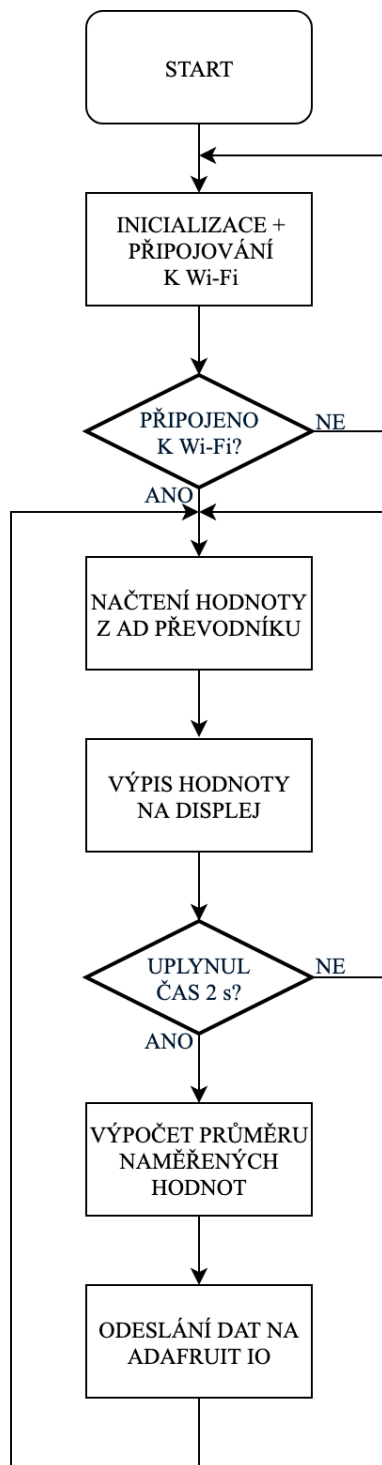 START
INICIALIZACE +
PŘIPOJOVÁNÍ
K Wi-Fi
PŘIPOJENO
K Wi-Fi?
NE
ANO
NAČTENÍ HODNOTY
Z AD PŘEVODNÍKU
VÝPIS HODNOTY
NA DISPLEJ
UPLYNUL
ČAS 2 s?
NE
ANO
VÝPOČET PRŮMĚRU
NAMĚŘENÝCH
HODNOT
ODESLÁNÍ DAT NA
ADAFRUIT IO